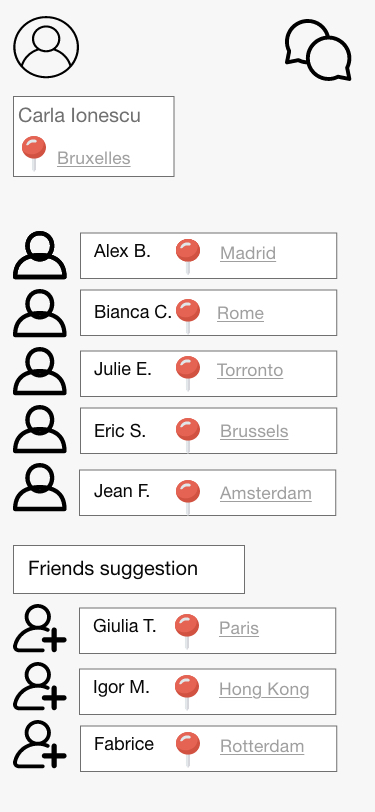 Carla Ionescu
Bruxelles
Alex B. Madrid
Bianca C. Rome
Julie E. Torronto
Eric S. Brussels
Jean F. Amsterdam
Friends suggestion
Giulia T. Paris
Igor M. Hong Kong
Fabrice Rotterdam